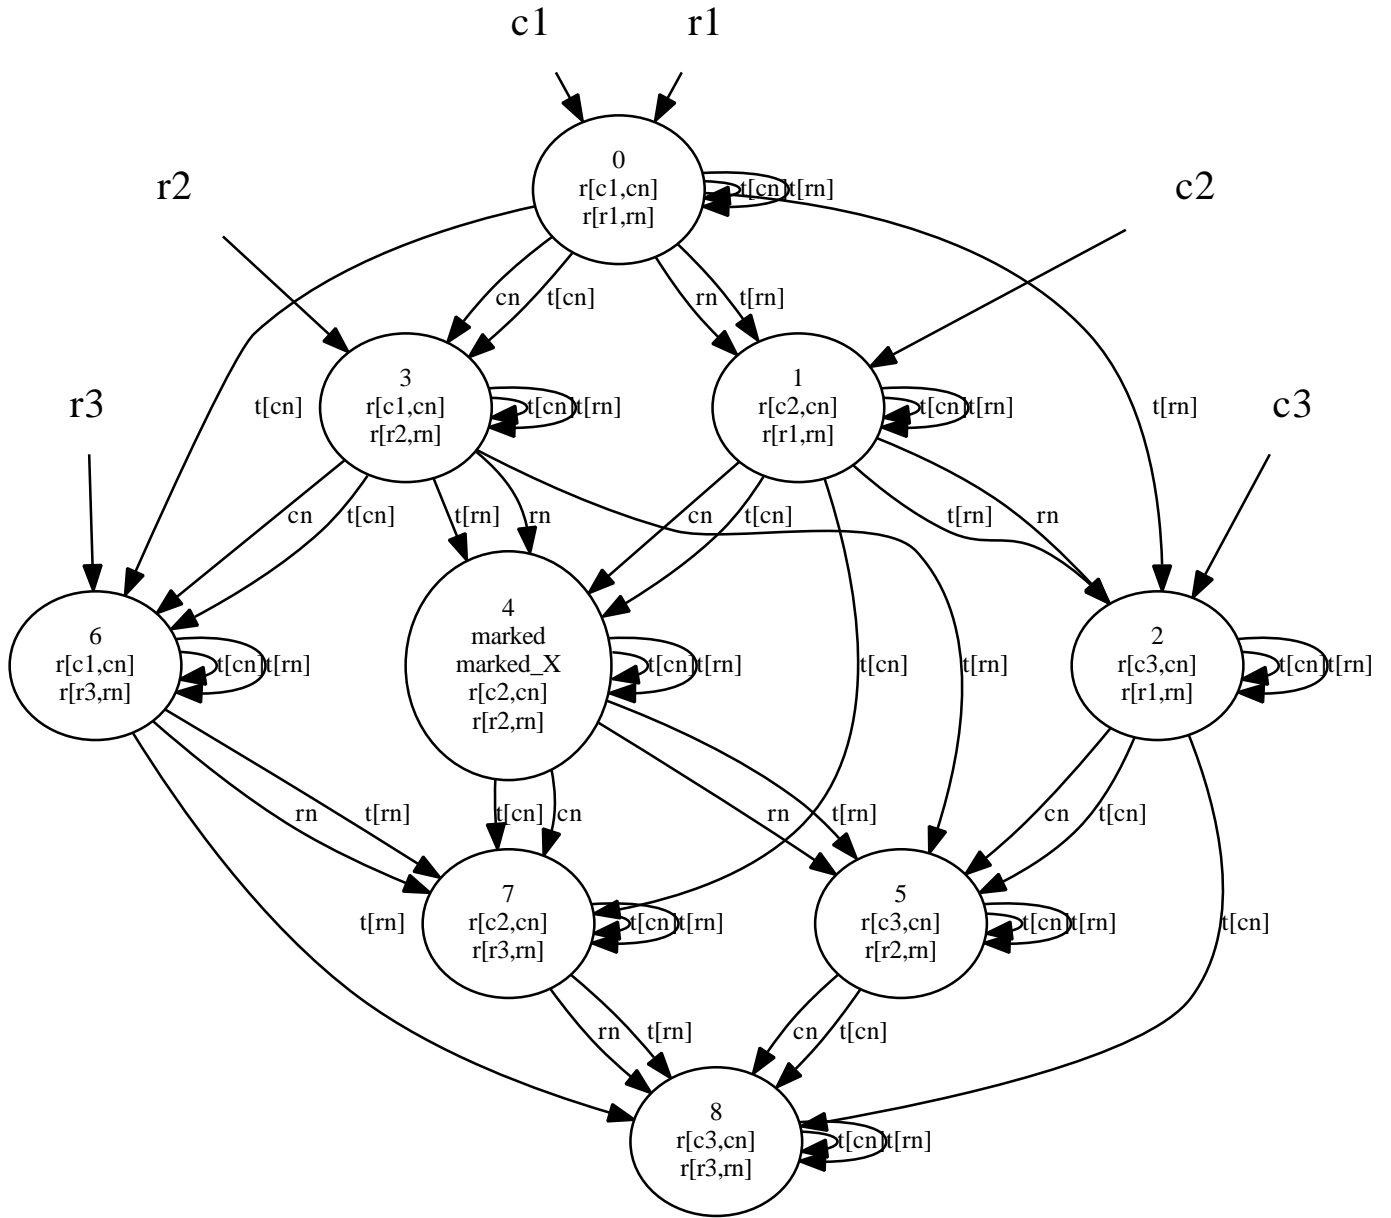 c1 r1
0
r[c1,cn]
r[r1,rn]
t[cn] t[rn]
r2 c2
cn t[cn] rn t[rn]
3
r[c1,cn]
r[r2,rn]
t[cn] t[rn]
1
r[c2,cn]
r[r1,rn]
t[cn] t[rn]
r3 t[cn] t[rn] c3
cn t[cn] t[rn] rn cn t[cn] t[rn] rn
6
r[c1,cn]
r[r3,rn]
t[cn] t[rn]
4
marked
marked_X
r[c2,cn]
r[r2,rn]
t[cn] t[rn]
t[cn] t[rn]
2
r[c3,cn]
r[r1,rn]
t[cn] t[rn]
rn t[rn] t[cn] cn rn t[rn] cn t[cn]
t[rn]
7
r[c2,cn]
r[r3,rn]
t[cn] t[rn]
5
r[c3,cn]
r[r2,rn]
t[cn] t[rn]
t[cn]
rn t[rn] cn t[cn]
8
r[c3,cn]
r[r3,rn]
t[cn] t[rn]